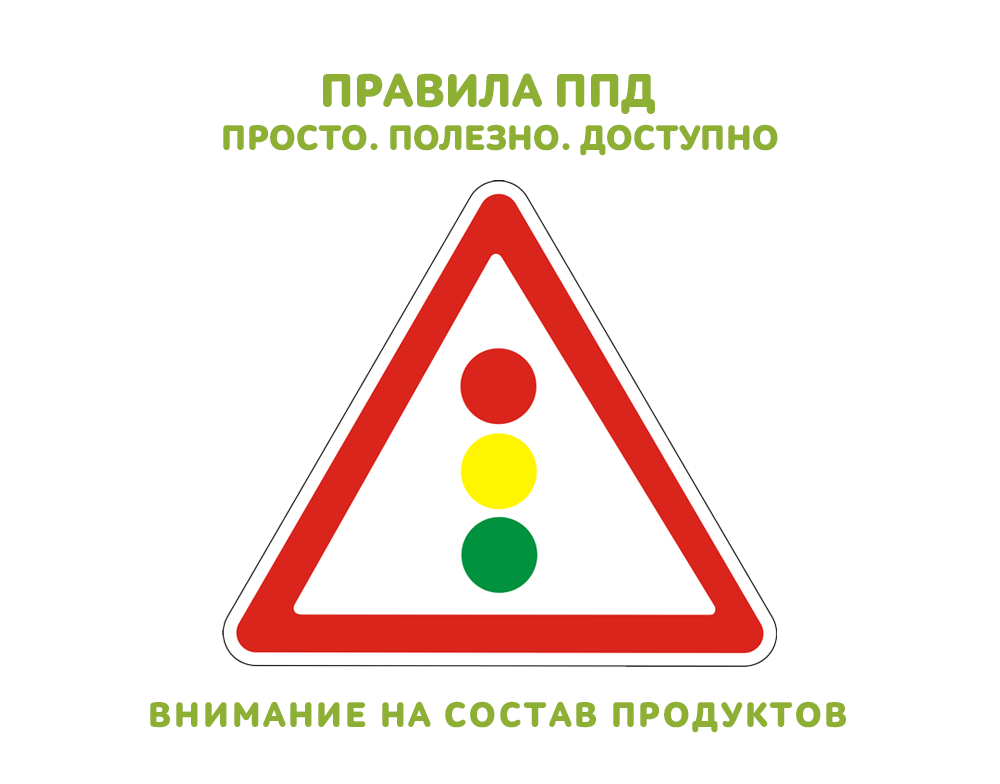 ПРАВИЛА ППД
ПРОСТО. ПОЛЕЗНО. ДОСТУПНО
ВНИМАНИЕ НА СОСТАВ ПРОДУКТОВ